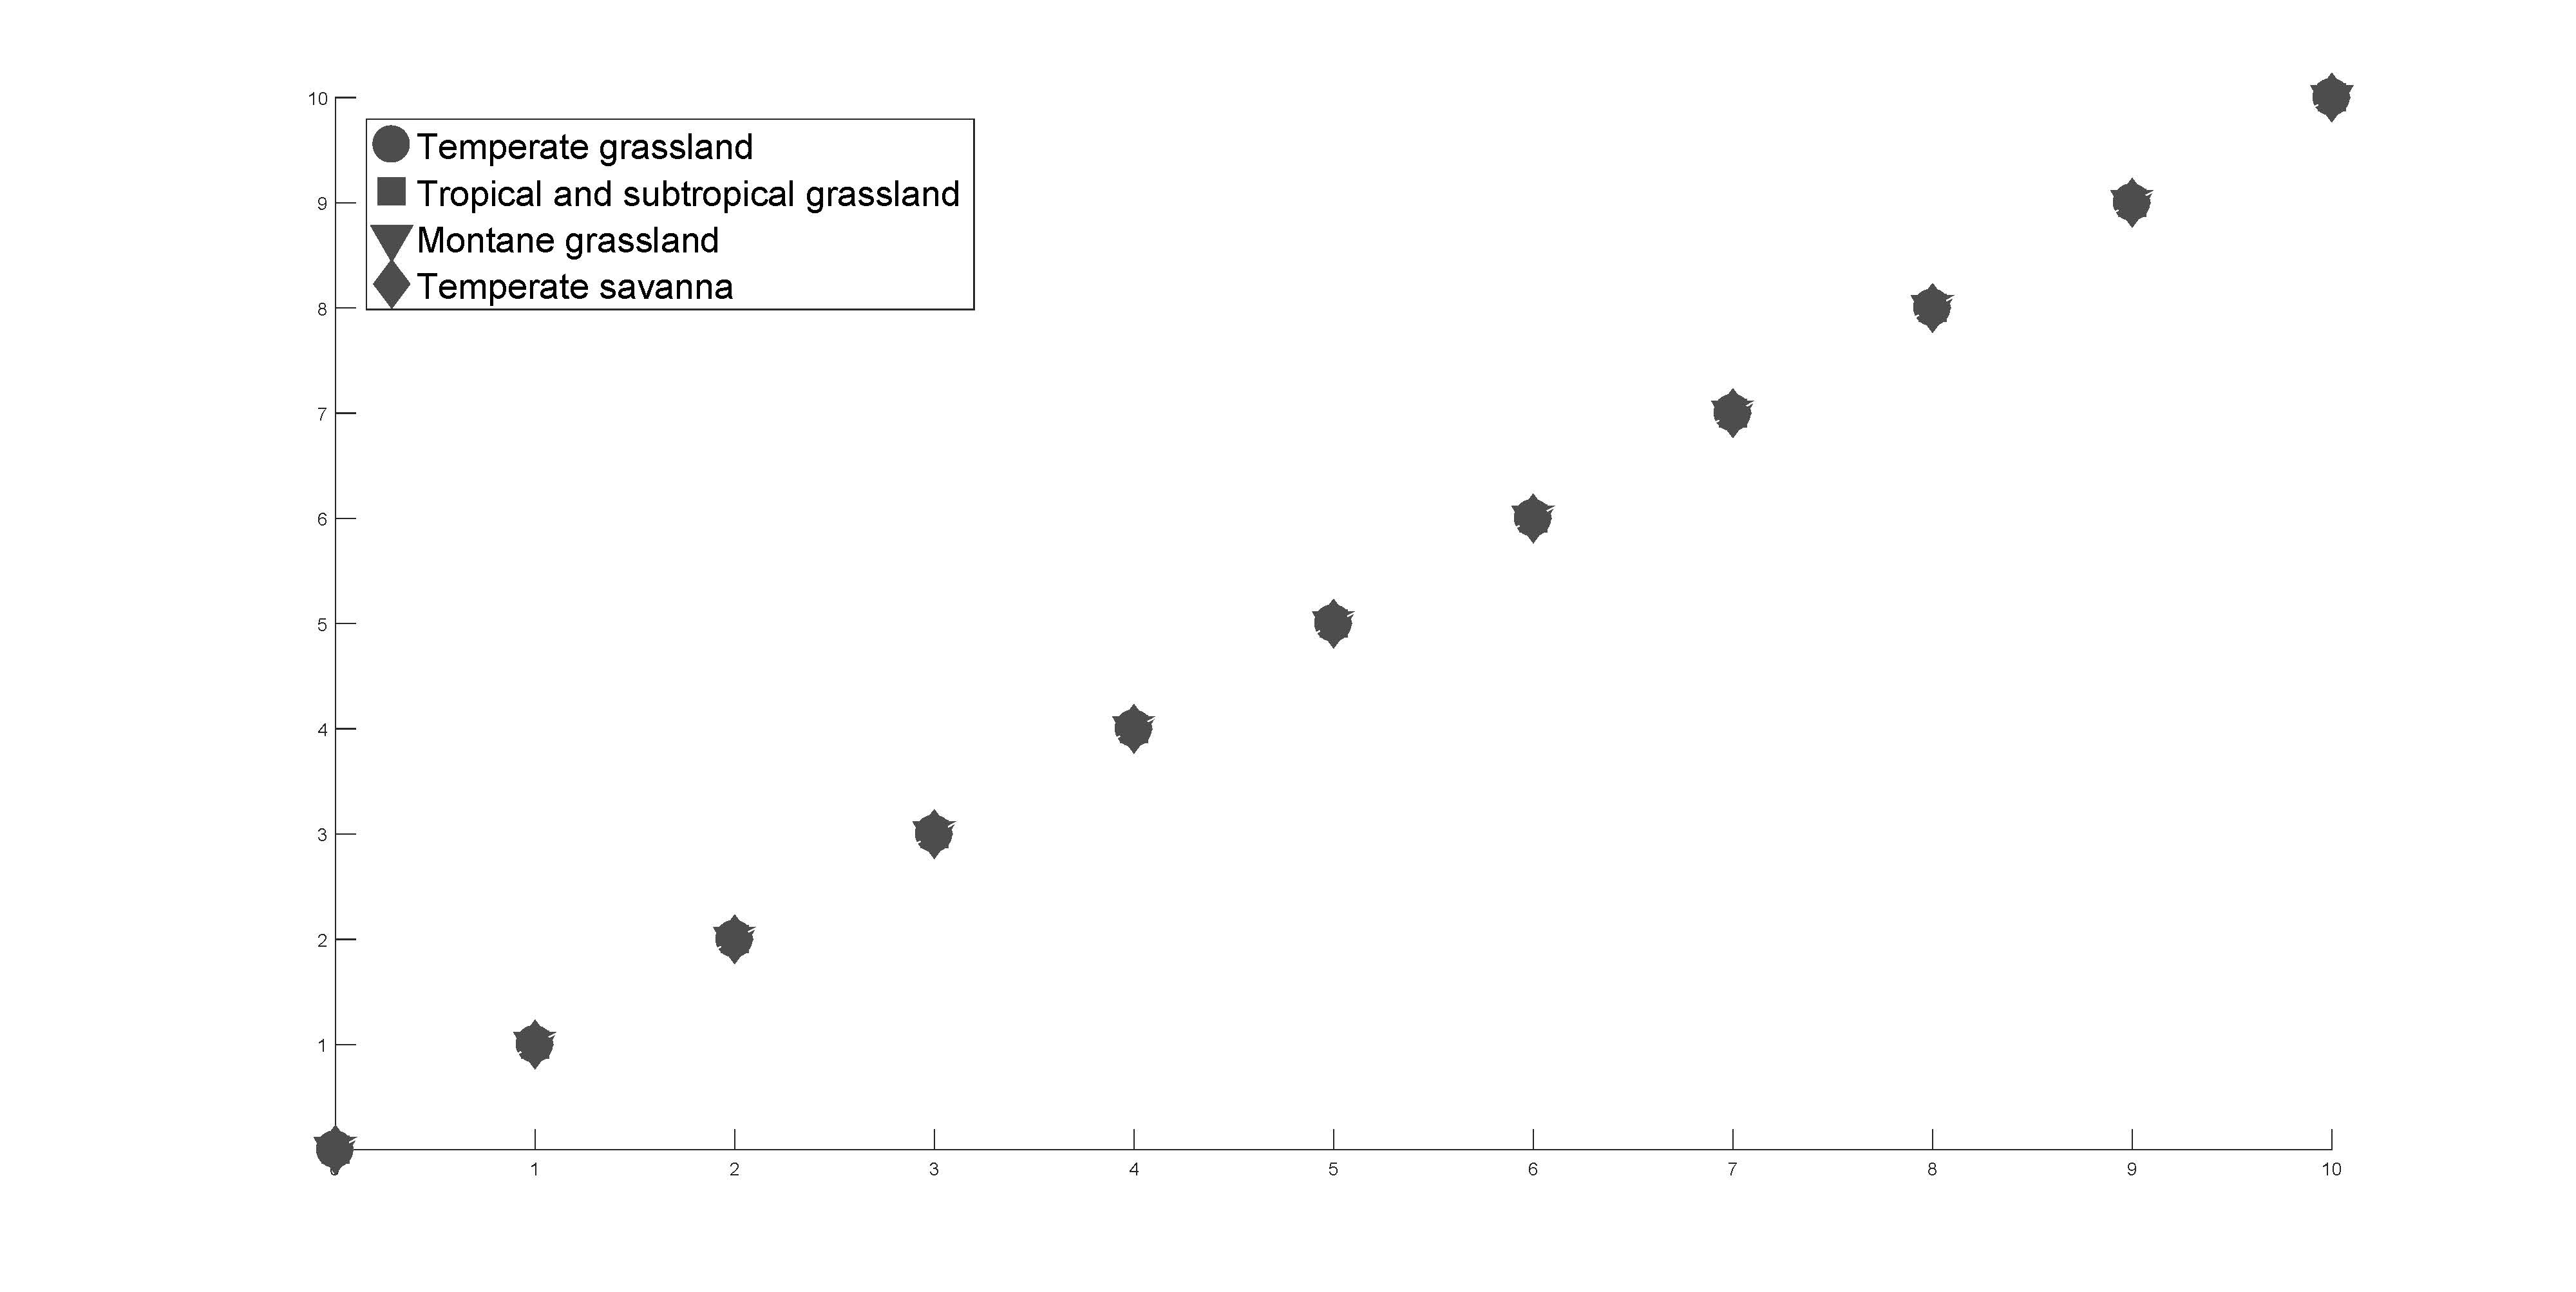 10
Temperate grassland
Tropical and subtropical grassland
Montane grassland
Temperate savanna
9
8
7
6
5
4
3
2
1
1 2 3 4 5 6 7 8 9 10